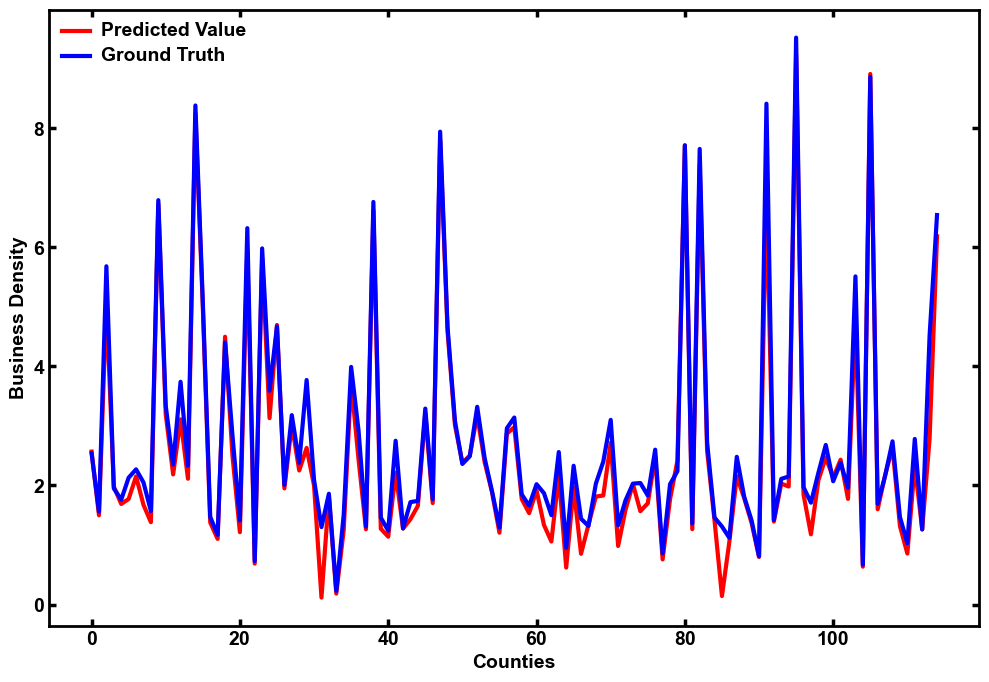 Predicted Value
Ground Truth
Business Density
8
6
4
2
0
0 20 40 60 80 100
Counties